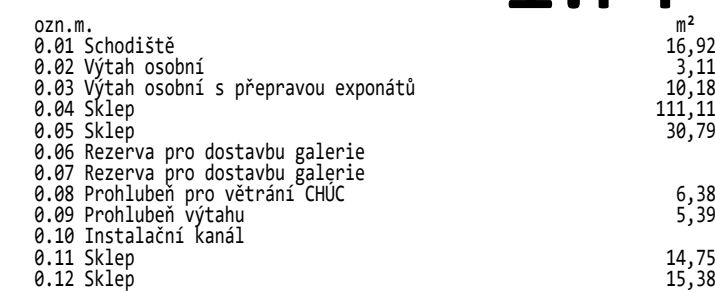 ozn.m. m²
0.01 Schodiště 16,92
0.02 Výtah osobní 3,11
0.03 Výtah osobní s přepravou exponátů 10,18
0.04 Sklep 111,11
0.05 Sklep 30,79
0.06 Rezerva pro dostavbu galerie
0.07 Rezerva pro dostavbu galerie
0.08 Prohlubeň pro větrání CHÚC 6,38
0.09 Prohlubeň výtahu 5,39
0.10 Instalační kanál
0.11 Sklep 14,75
0.12 Sklep 15,38